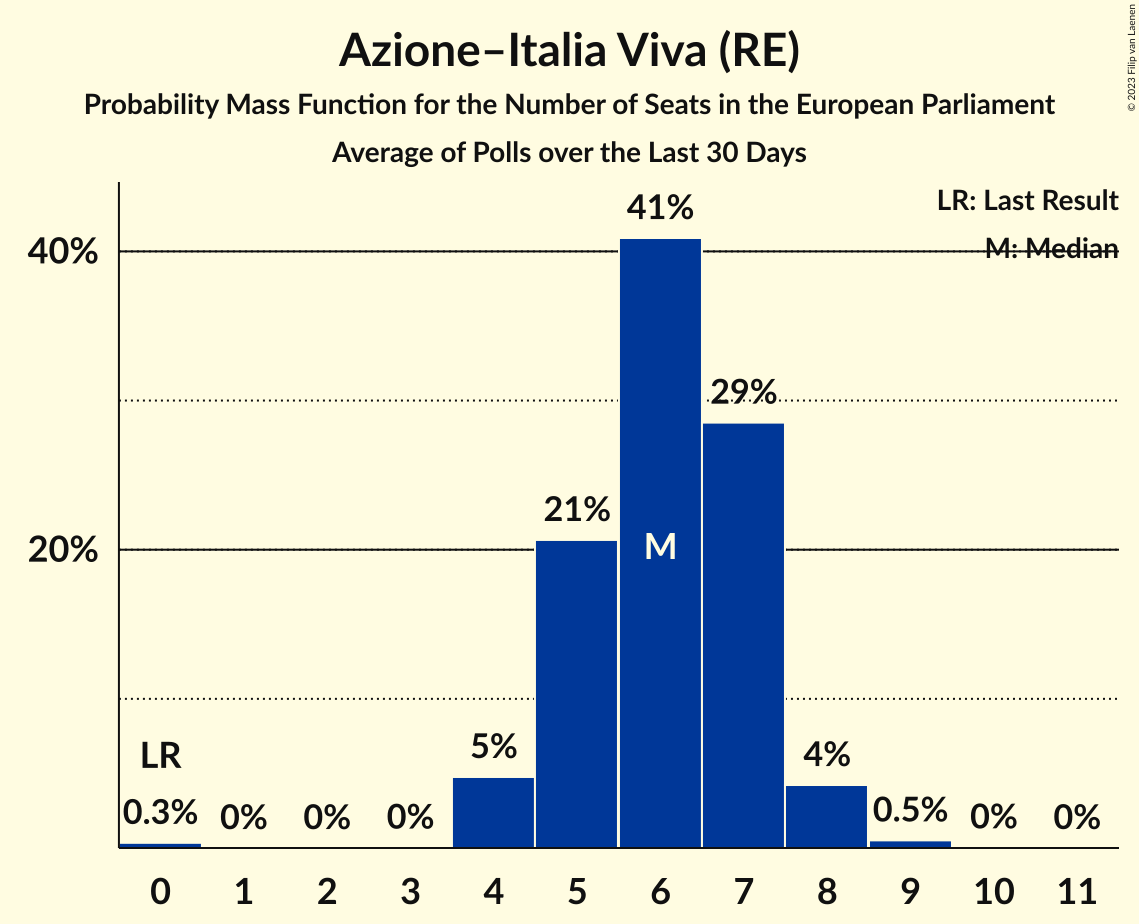 Azione–Italia Viva (RE)
Probability Mass Function for the Number of Seats in the European Parliament
Average of Polls over the Last 30 Days
© 2023 Filip van Laenen
LR: Last Result
M: Median
40%
20%
41%
29%
21%
M
5%
4%
LR
0.3%
0%
0%
0%
0.5%
0%
0%
0 1 2 3 4 5 6 7 8 9 10 11